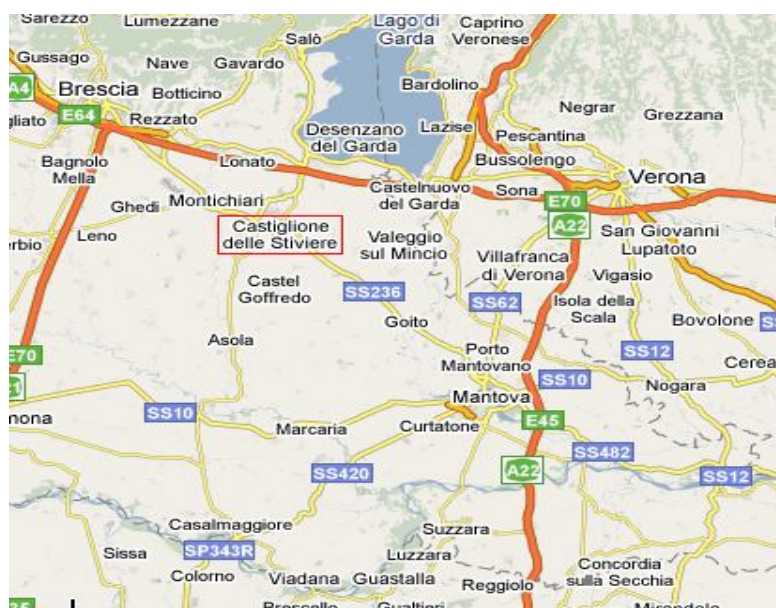 Sarezzo
Lumezzane
Lago di
Garda
Caprino
Veronese
Gussago
Nave
Gavardo
Salò
A4
Brescia
Botticino
Bardolino
Negrar
Grezzana
E64
Rezzato
Desenzano
del Garda
Lazise
Pescantina
Bagnolo
Mella
Lonato
Bussolengo
Verona
Castelnuovo
del Garda
Sona
E70
A22
Montichiari
Ghedi
Leno
Castiglione
delle Stiviere
Valeggio
sul Mincio
San Giovanni
Lupatoto
Villafranca
di Verona
Vigasio
Castel
Goffredo
SS236
SS62
Isola della
Scala
Bovolone
Goito
Asola
E70
Porto
Mantovano
SS12
SS10
Nogara
Mantova
SS10
Marcaria
Curtatone
E45
SS482
A22
SS420
SS12
Casalmaggiore
Suzzara
Sissa
SP343R
Luzzara
Colorno
Viadana
Guastalla
Reggiolo
Concordia
sulla Secchia